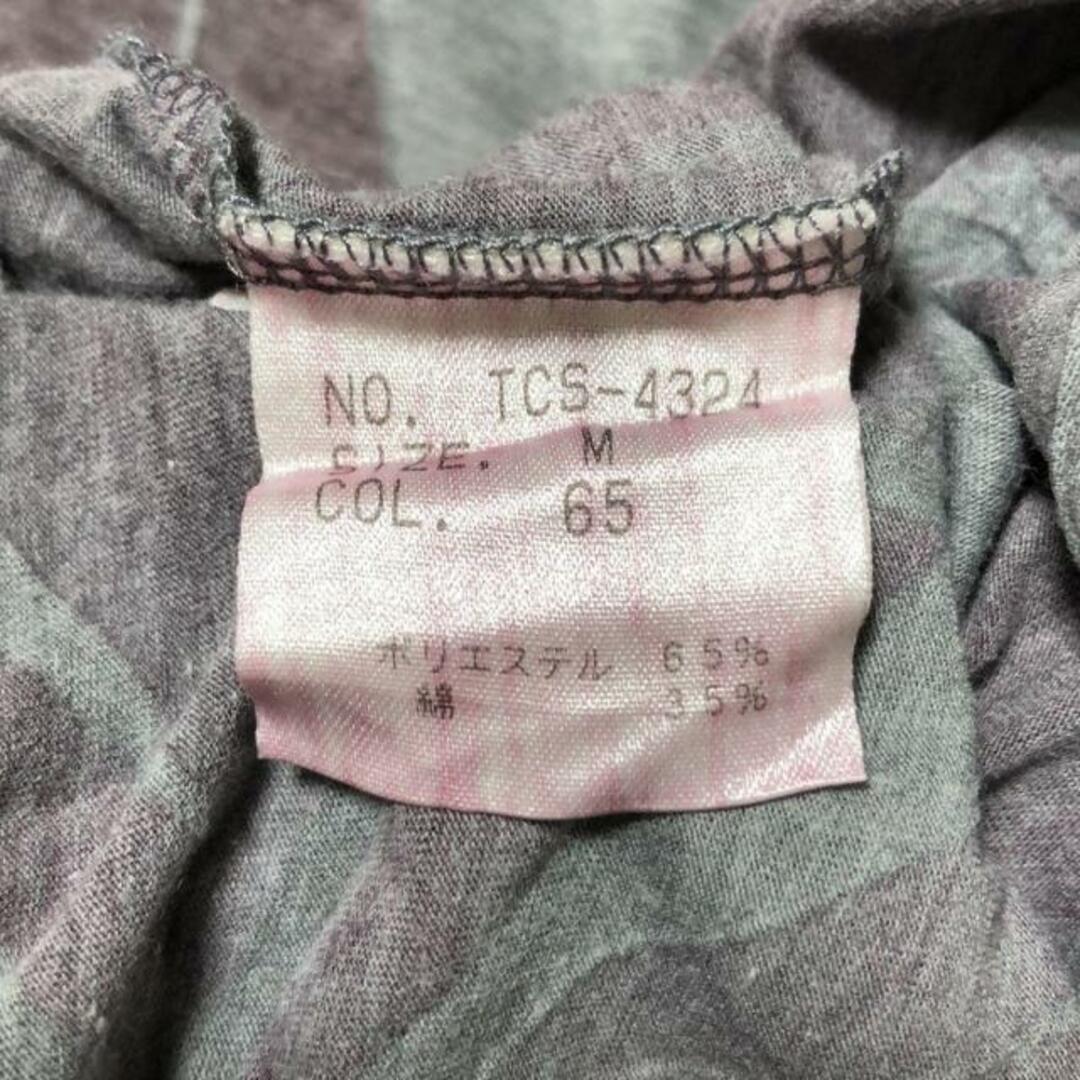 NO. TCS-4324
SIZE. M
COL. 65
ポリエステル 65%
綿 35%